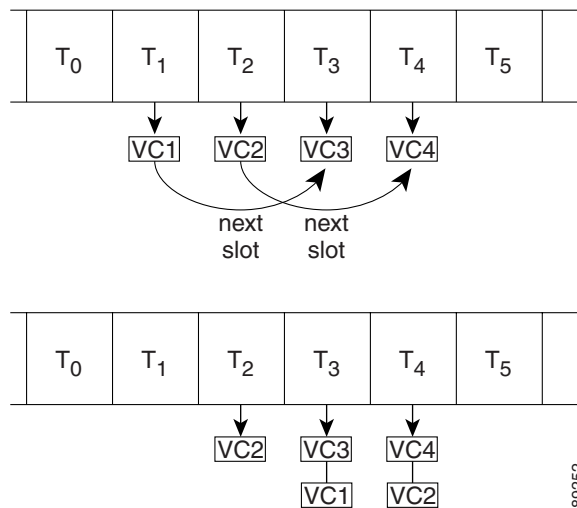 T0 T1 T2 T3 T4 T5
VC1 VC2 VC3 VC4
next next
slot slot
T0 T1 T2 T3 T4 T5
VC2 VC3 VC4
VC1 VC2